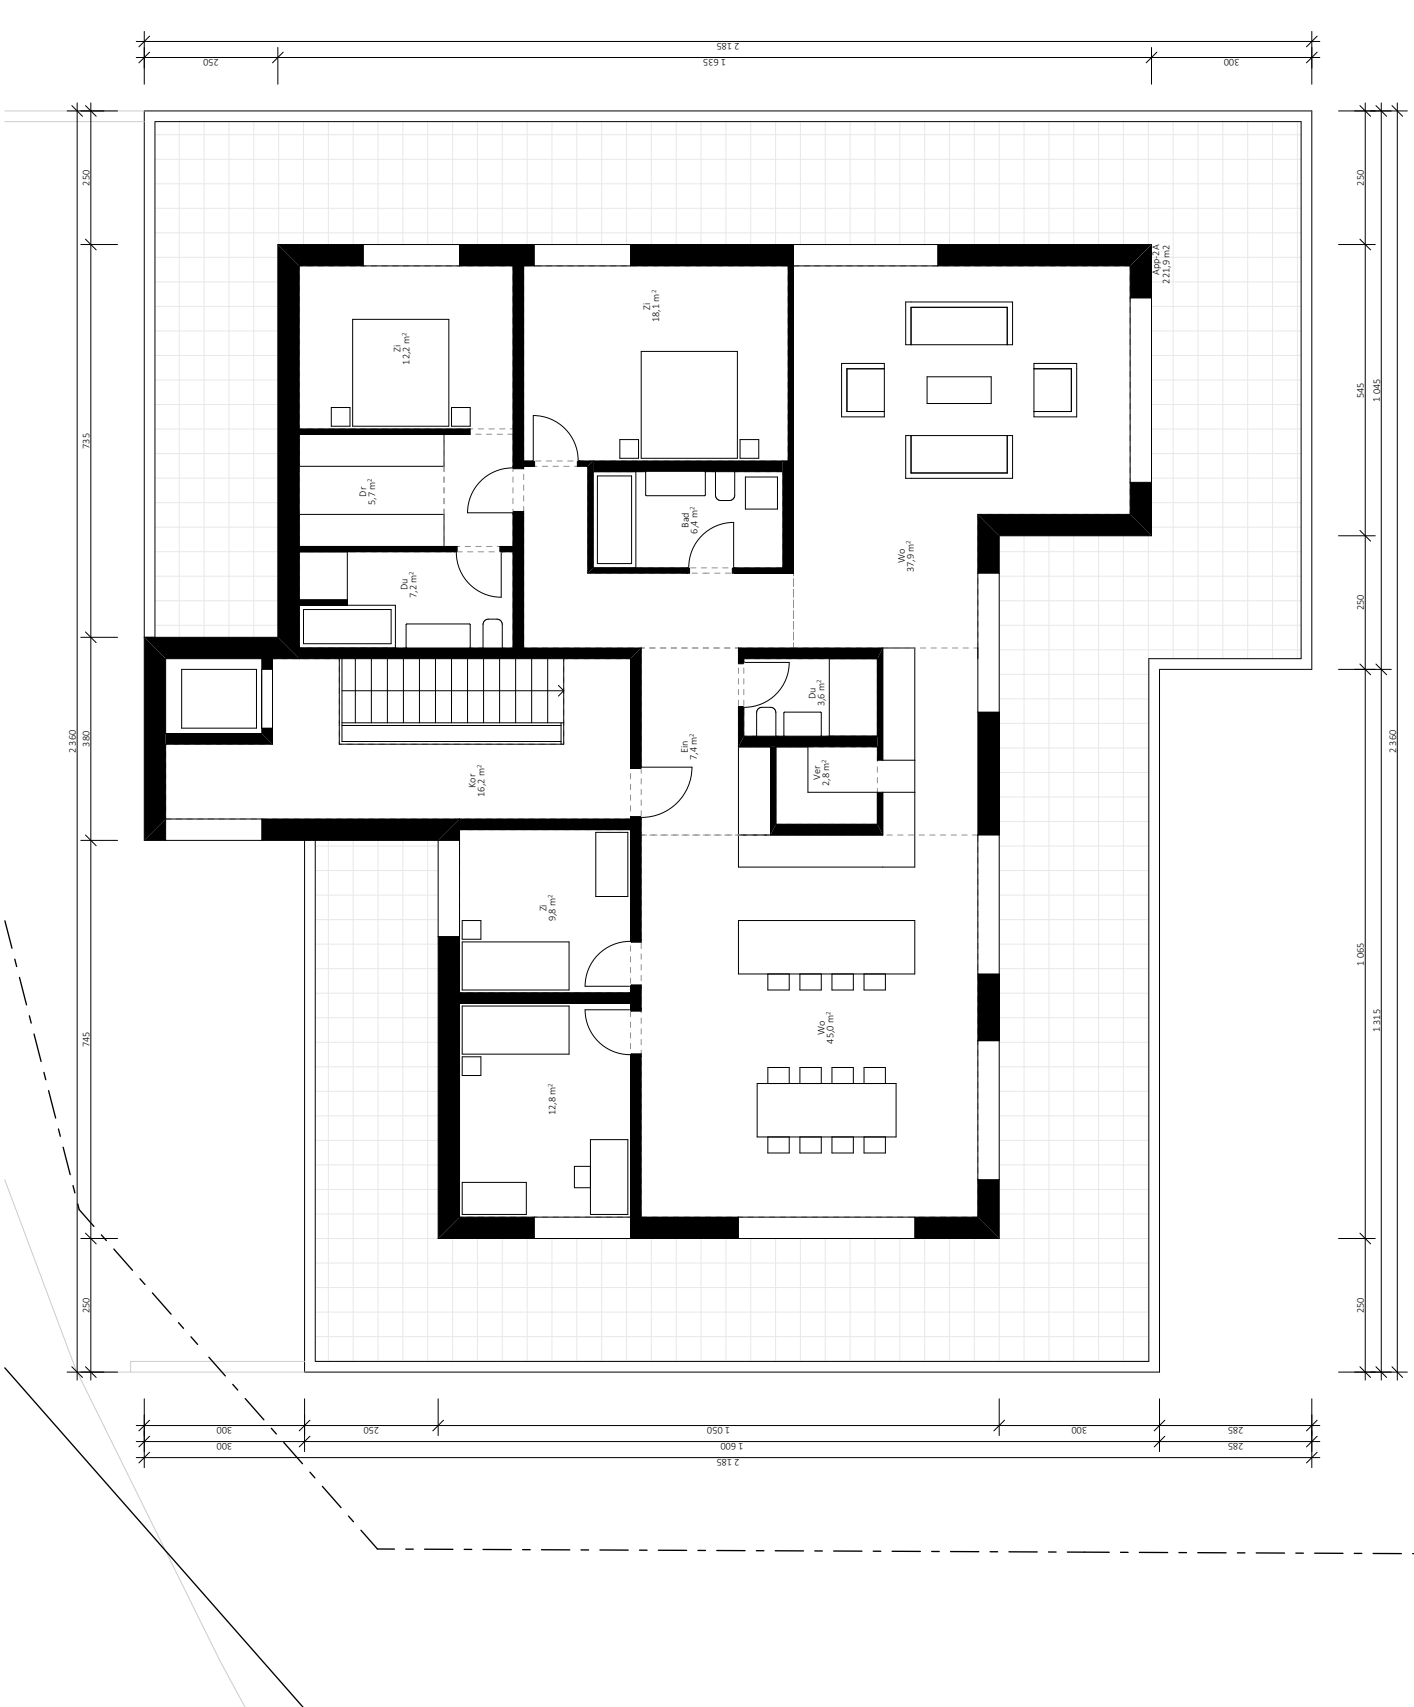 2 185
250
1 635
300
250
735
2 360
380
745
250
250
545
1 045
250
2 360
1 065
1 315
250
App-2A
221,9 m2
Zi
12,2 m²
Zi
18,1 m²
Dr
5,7 m²
Bad
6,4 m²
Wo
37,9 m²
Du
7,2 m²
Du
3,6 m²
Ein
7,4 m²
Ver
2,8 m²
Kor
16,2 m²
Zi
9,8 m²
Wo
45,0 m²
12,8 m²
300
250
1 050
300
285
300
1 600
285
2 185